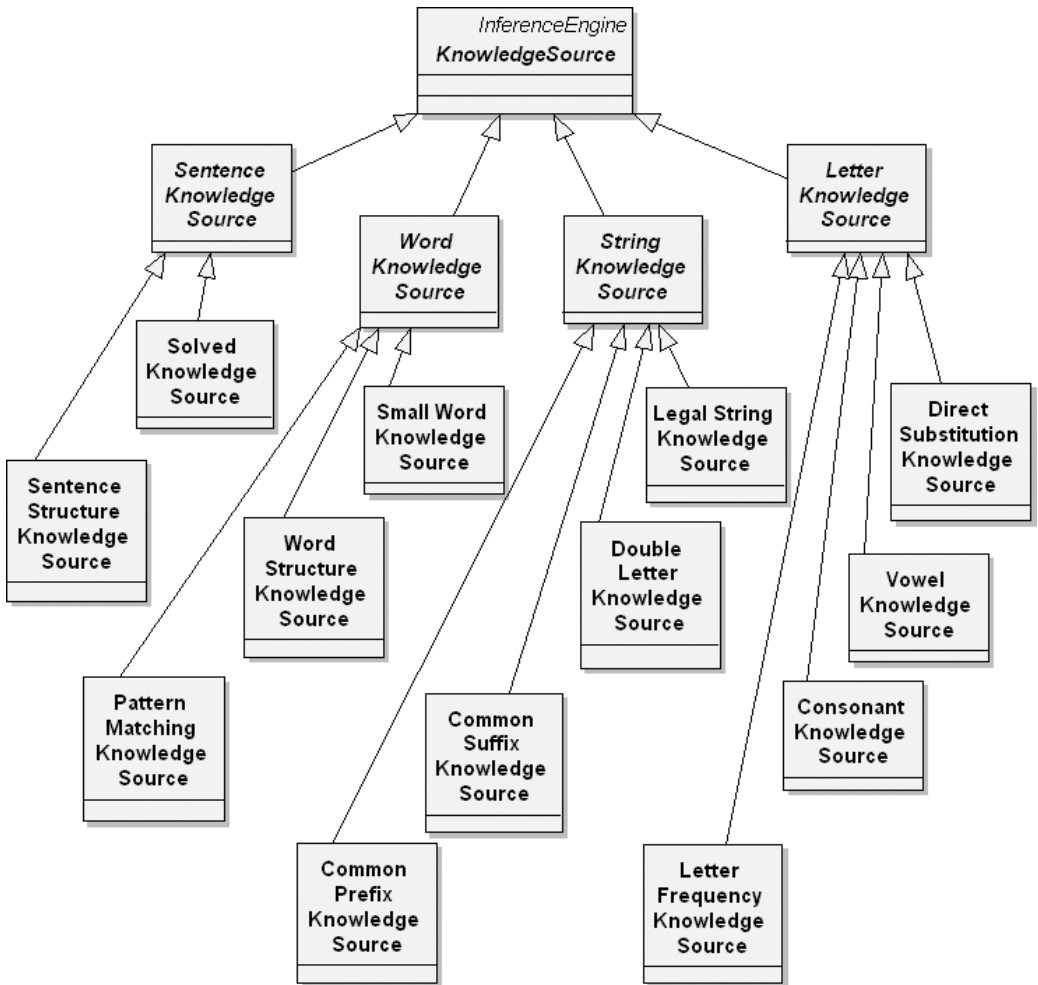 InferenceEngine
KnowledgeSource
Sentence
Knowledge
Source
Letter
Knowledge
Source
Word
Knowledge
Source
String
Knowledge
Source
Solved
Knowledge
Source
Small Word
Knowledge
Source
Legal String
Knowledge
Source
Direct
Substitution
Knowledge
Source
Sentence
Structure
Knowledge
Source
Word
Structure
Knowledge
Source
Double
Letter
Knowledge
Source
Vowel
Knowledge
Source
Pattern
Matching
Knowledge
Source
Common
Suffix
Knowledge
Source
Consonant
Knowledge
Source
Common
Prefix
Knowledge
Source
Letter
Frequency
Knowledge
Source